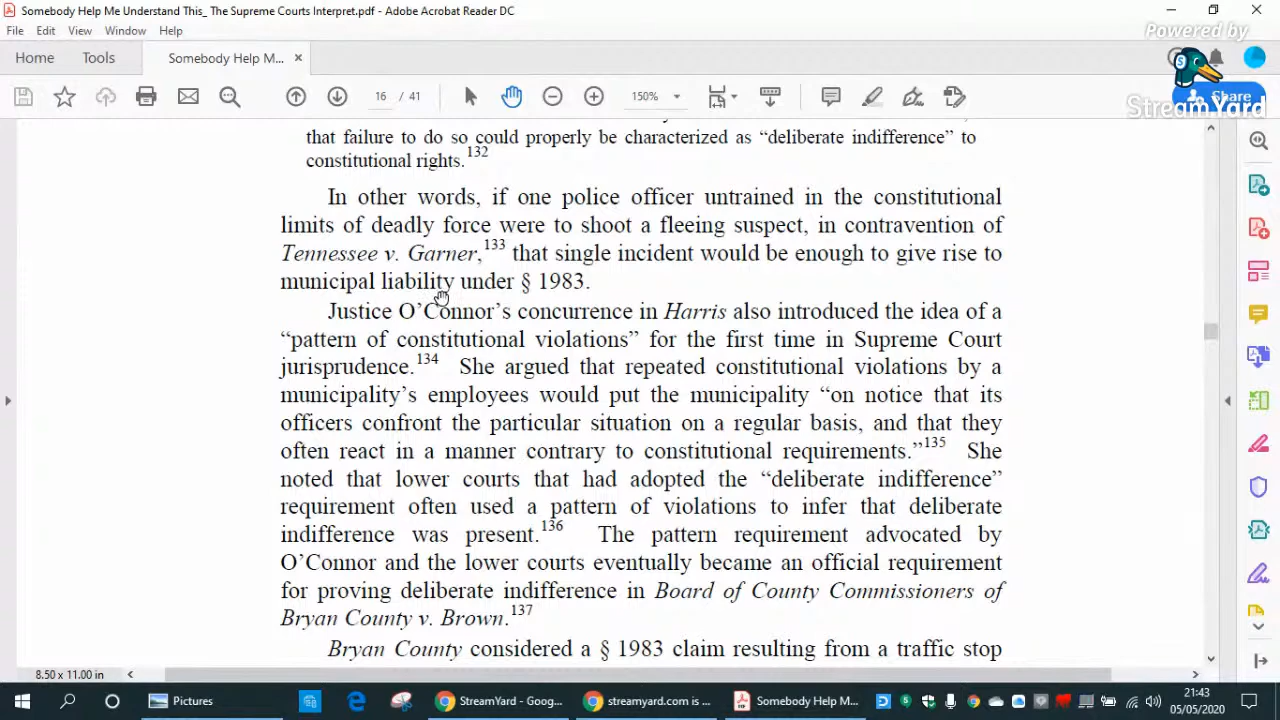 Somebody Help Me Understand This_ The Supreme Courts Interpret.pdf - Adobe Acrobat Reader DC
File Edit View Window Help
Powered by
StreamYard
Home Tools Somebody Help M... ×
16 / 41 150% Share
that failure to do so could properly be characterized as “deliberate indifference” to
constitutional rights.132
In other words, if one police officer untrained in the constitutional
limits of deadly force were to shoot a fleeing suspect, in contravention of
Tennessee v. Garner,133 that single incident would be enough to give rise to
municipal liability under § 1983.
Justice O’Connor’s concurrence in Harris also introduced the idea of a
“pattern of constitutional violations” for the first time in Supreme Court
jurisprudence.134 She argued that repeated constitutional violations by a
municipality’s employees would put the municipality “on notice that its
officers confront the particular situation on a regular basis, and that they
often react in a manner contrary to constitutional requirements.”135 She
noted that lower courts that had adopted the “deliberate indifference”
requirement often used a pattern of violations to infer that deliberate
indifference was present.136 The pattern requirement advocated by
O’Connor and the lower courts eventually became an official requirement
for proving deliberate indifference in Board of County Commissioners of
Bryan County v. Brown.137
Bryan County considered a § 1983 claim resulting from a traffic stop
8.50 x 11.00 in
Pictures StreamYard - Goog... streamyard.com is ... Somebody Help M... 21:43
05/05/2020